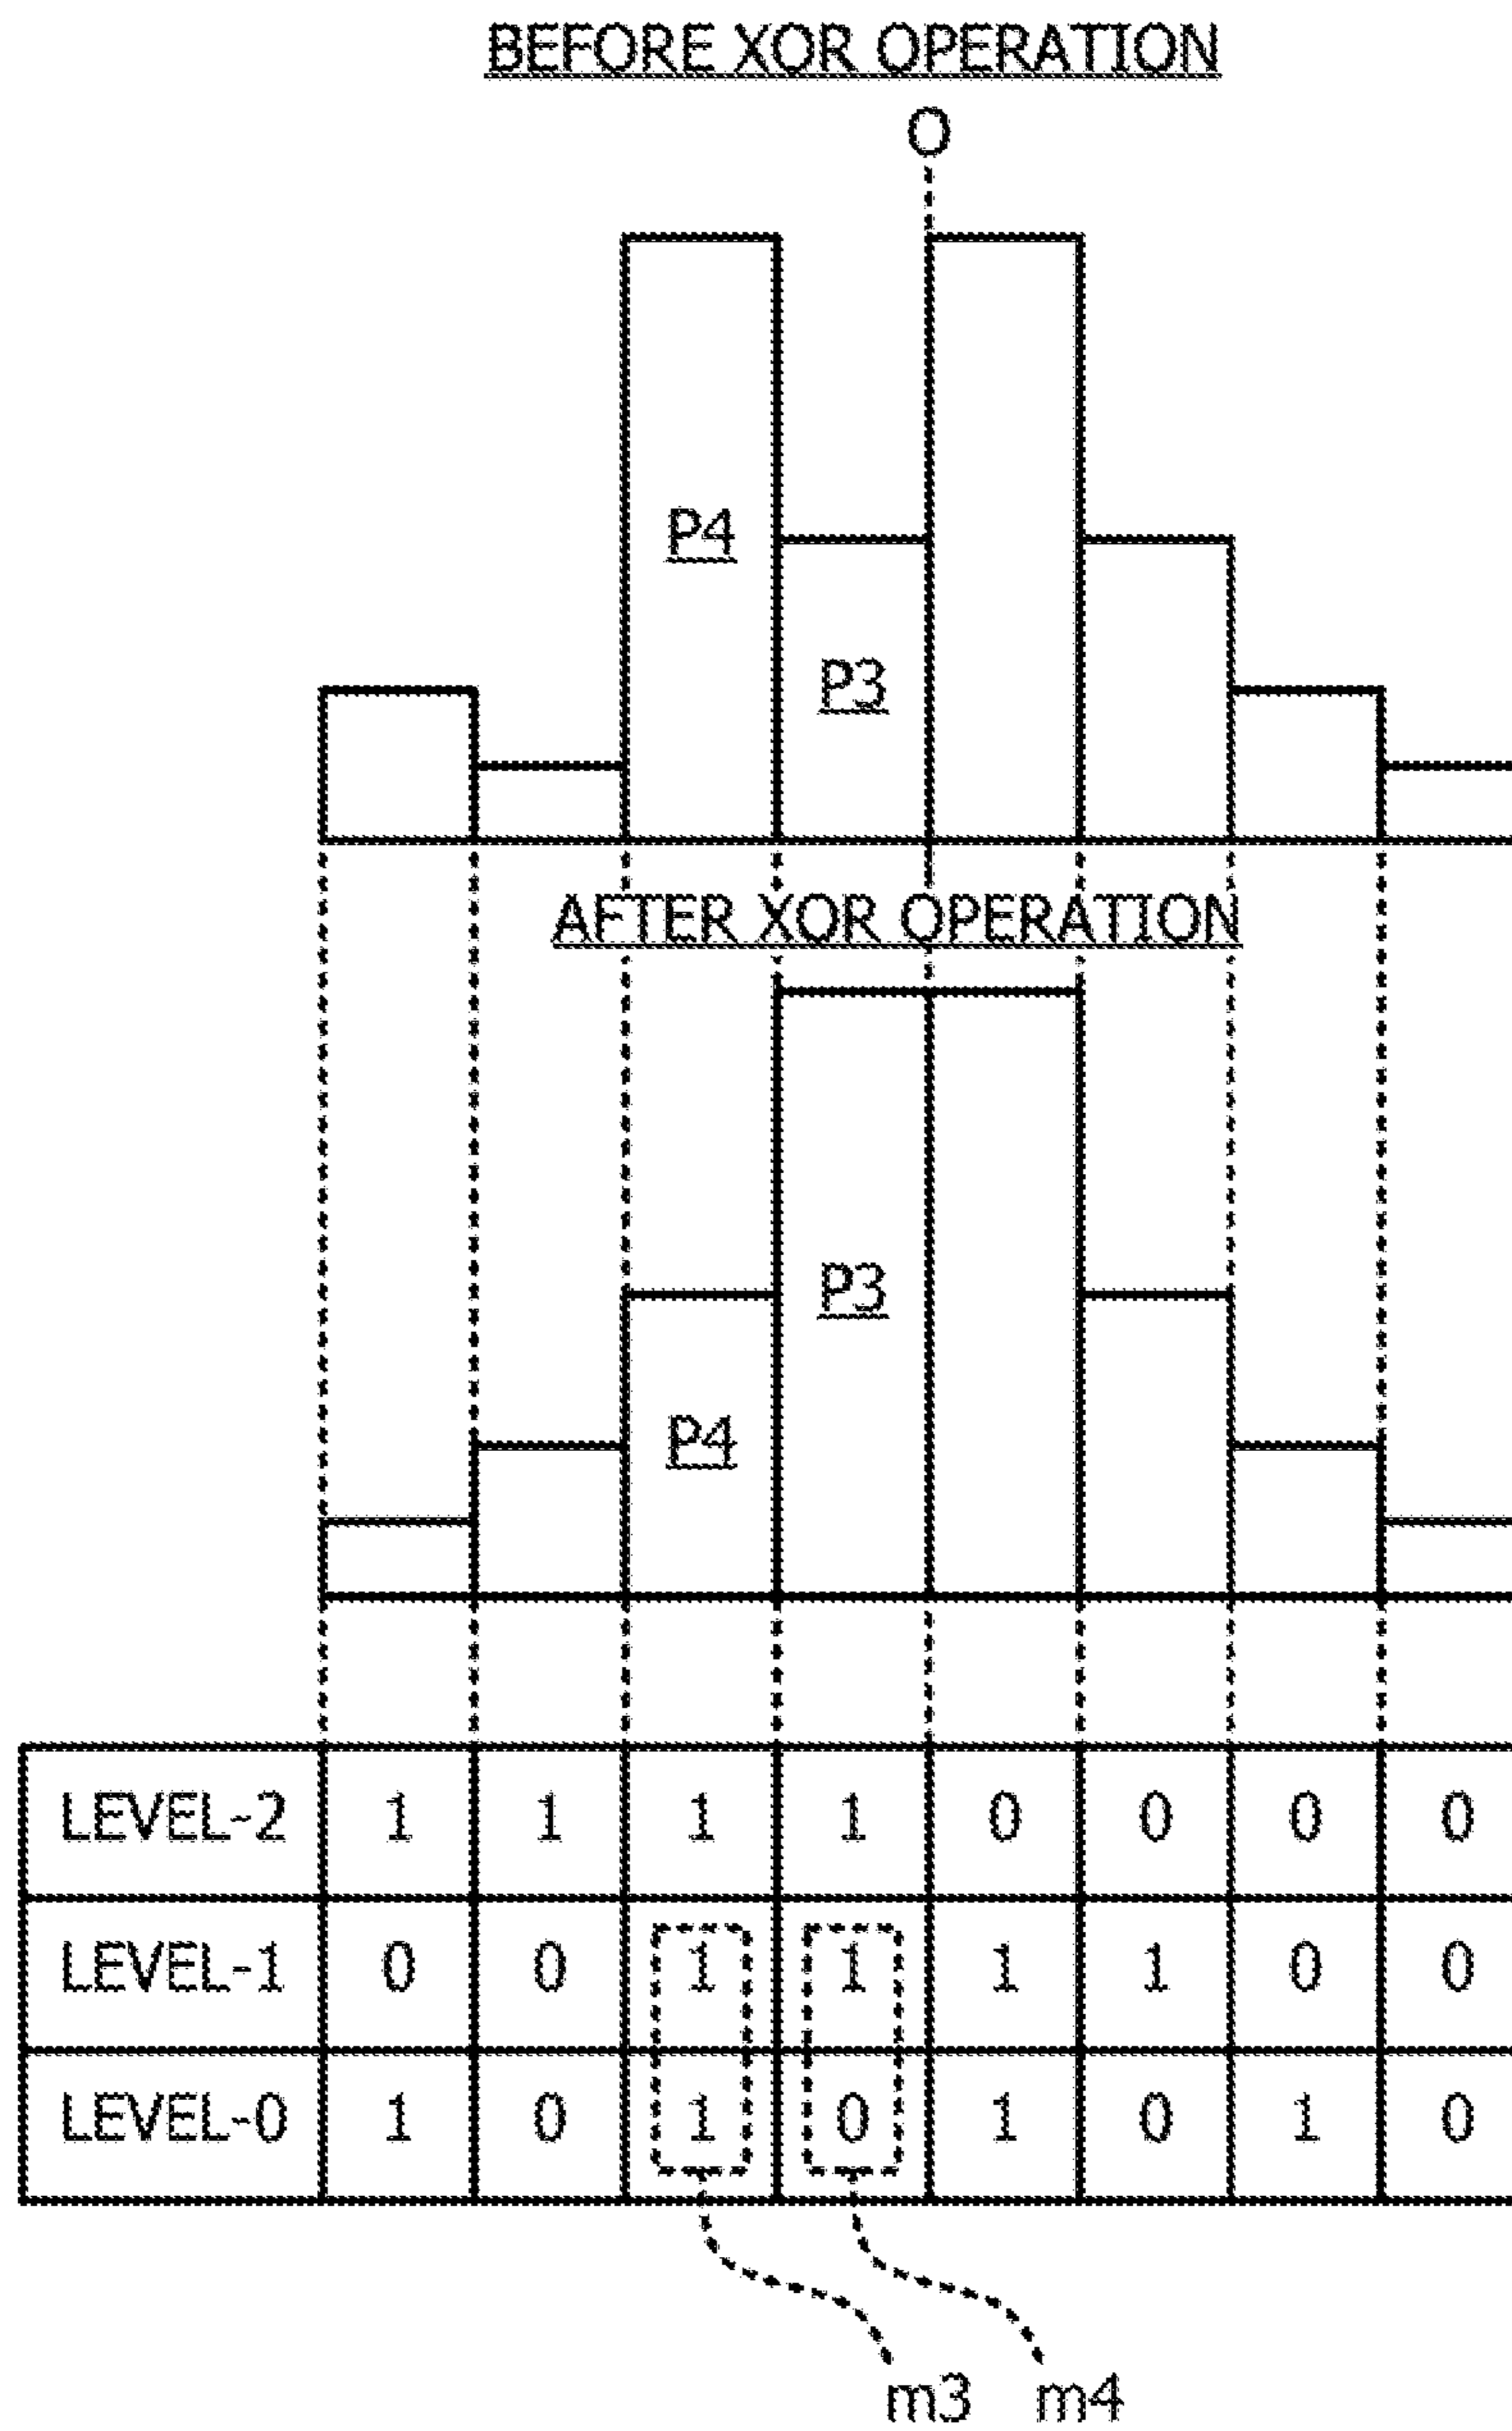 BEFORE XOR OPERATION
O
P4
P3
AFTER XOR OPERATION
P3
P4
LEVEL-2 1 1 1 1 0 0 0 0
LEVEL-1 0 0 1 1 1 1 0 0
LEVEL-0 1 0 1 0 1 0 1 0
m3 m4